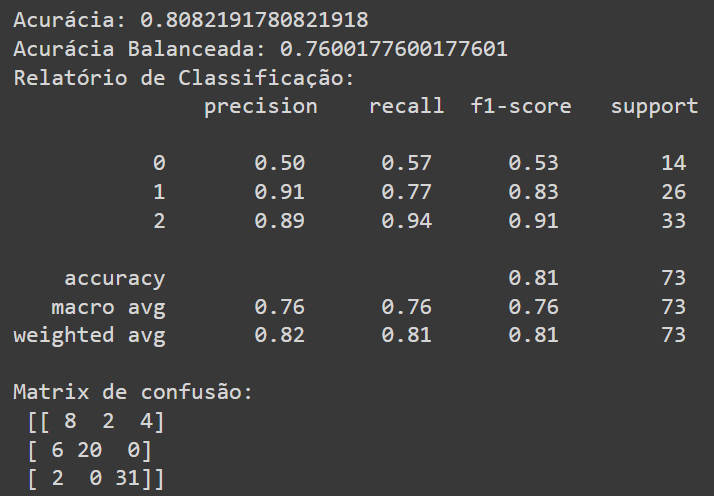 Acurácia: 0.8082191780821918
Acurácia Balanceada: 0.7600177600177601
Relatório de Classificação:
precision recall f1-score support
0 0.50 0.57 0.53 14
1 0.91 0.77 0.83 26
2 0.89 0.94 0.91 33
accuracy 0.81 73
macro avg 0.76 0.76 0.76 73
weighted avg 0.82 0.81 0.81 73
Matrix de confusão:
[[ 8 2 4]
[ 6 20 0]
[ 2 0 31]]